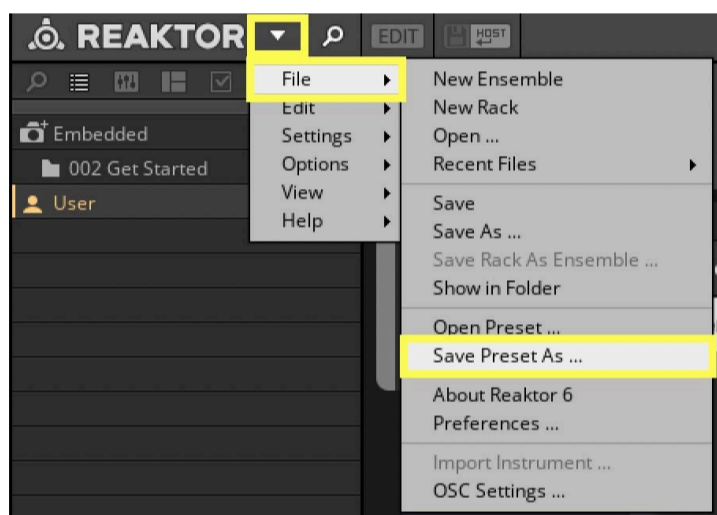 REAKTOR
EDIT
HOST
Embedded
002 Get Started
User
File
Edit
Settings
Options
View
Help
New Ensemble
New Rack
Open ...
Recent Files
Save
Save As ...
Save Rack As Ensemble ...
Show in Folder
Open Preset ...
Save Preset As ...
About Reaktor 6
Preferences ...
Import Instrument ...
OSC Settings ...